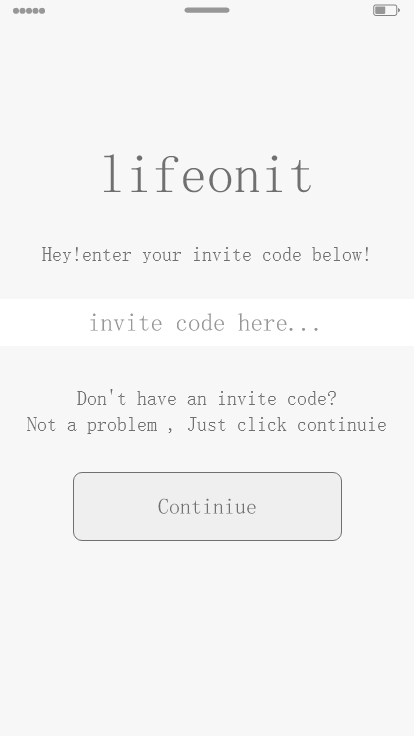 lifeonit
Hey!enter your invite code below!
invite code here...
Don't have an invite code?
Not a problem , Just click continuie
Continiue